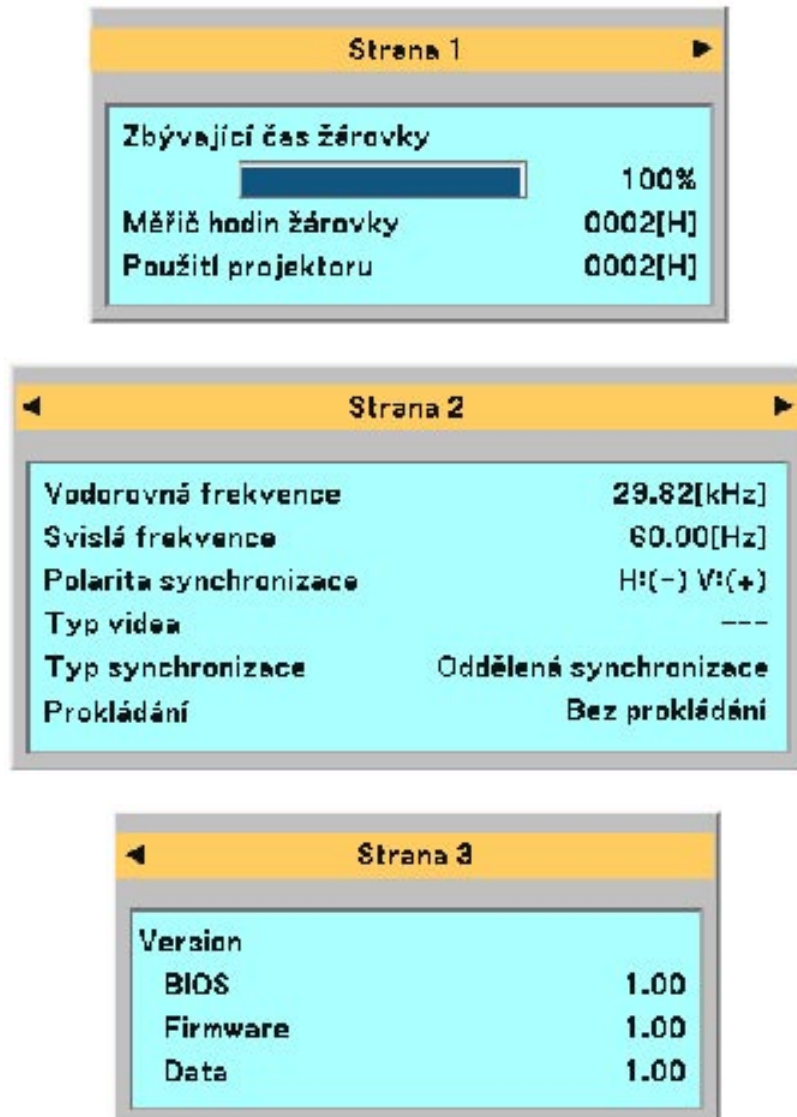 Strana 1
Zbývající čas žárovky
100%
Měřič hodin žárovky 0002[H]
Použití projektoru 0002[H]
Strana 2
Vodorovná frekvence 29.82[kHz]
Svislá frekvence 60.00[Hz]
Polarita synchronizace H:(-) V:(+)
Typ videa ---
Typ synchronizace Oddělená synchronizace
Prokládání Bez prokládání
Strana 3
Version
BIOS 1.00
Firmware 1.00
Data 1.00